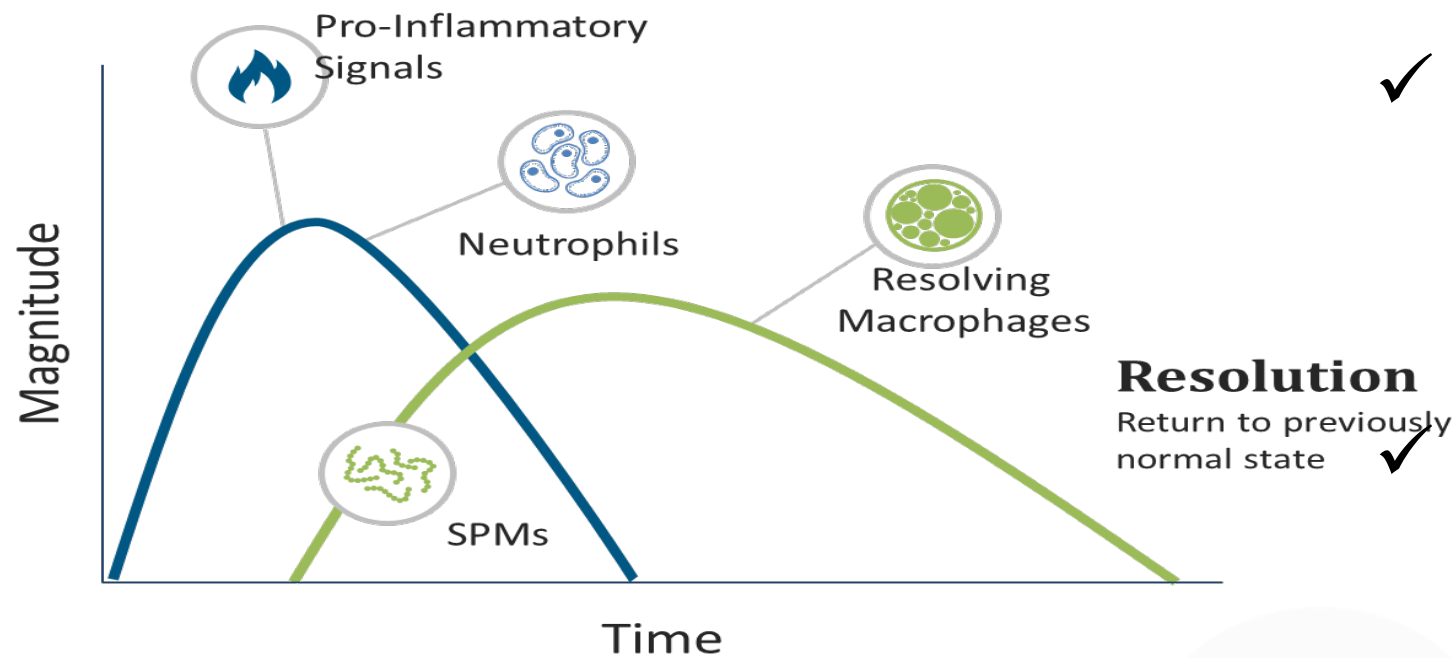 Pro-Inflammatory
Signals
Neutrophils
Resolving
Macrophages
Magnitude
Resolution
Return to previously
normal state
SPMs
Time